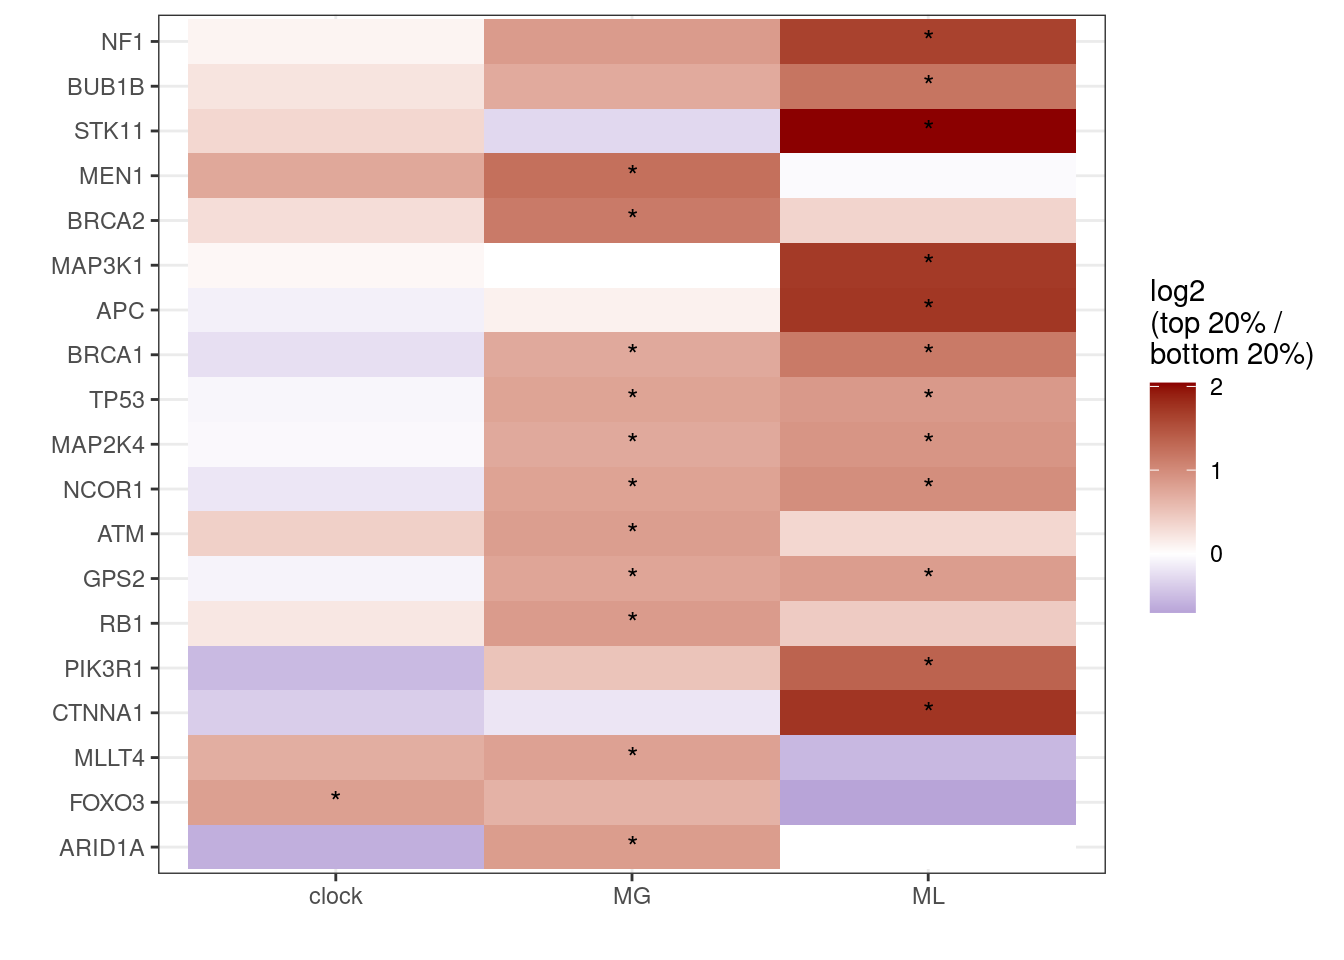 NF1 *
BUB1B *
STK11 *
MEN1 *
BRCA2 *
MAP3K1 *
APC *
BRCA1 * *
TP53 * *
MAP2K4 * *
NCOR1 * *
ATM *
GPS2 * *
RB1 *
PIK3R1 *
CTNNA1 *
MLLT4 *
FOXO3 *
ARID1A *
clock MG ML
log2
(top 20% /
bottom 20%)
2
1
0